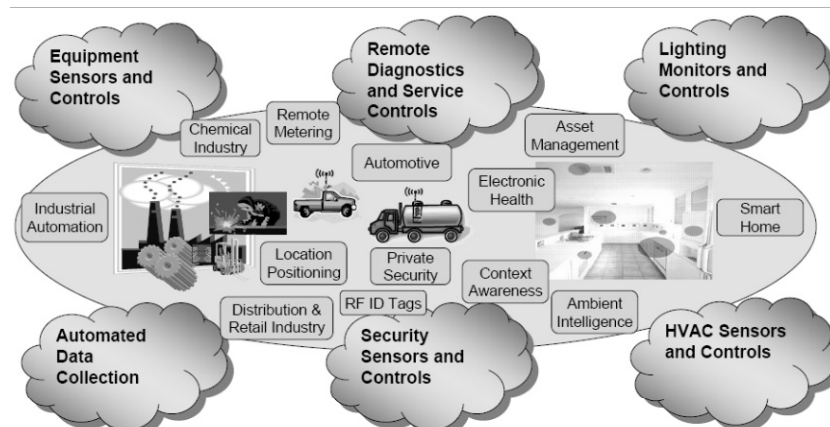 Equipment
Sensors and
Controls
Remote
Diagnostics
and Service
Controls
Lighting
Monitors and
Controls
Chemical
Industry
Remote
Metering
Automotive
Asset
Management
Electronic
Health
Industrial
Automation
Smart
Home
Location
Positioning
Private
Security
Context
Awareness
Distribution &
Retail Industry
RF ID Tags
Ambient
Intelligence
Automated
Data
Collection
Security
Sensors and
Controls
HVAC Sensors
and Controls